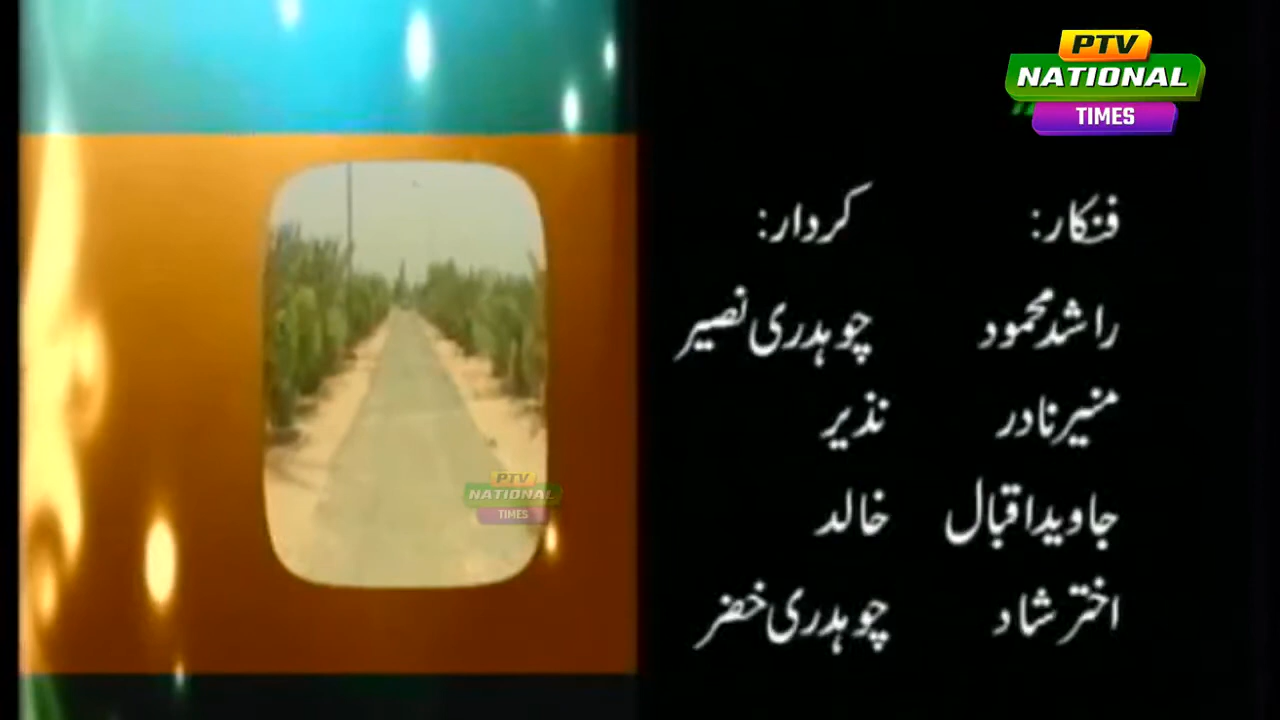 PTV
NATIONAL
TIMES
فنکار: کردار:
راشد محمود چوہدری نصیر
منیر نادر نذیر
جاوید اقبال خالد
اختر شاد چوہدری خضر
PTV
NATIONAL
TIMES